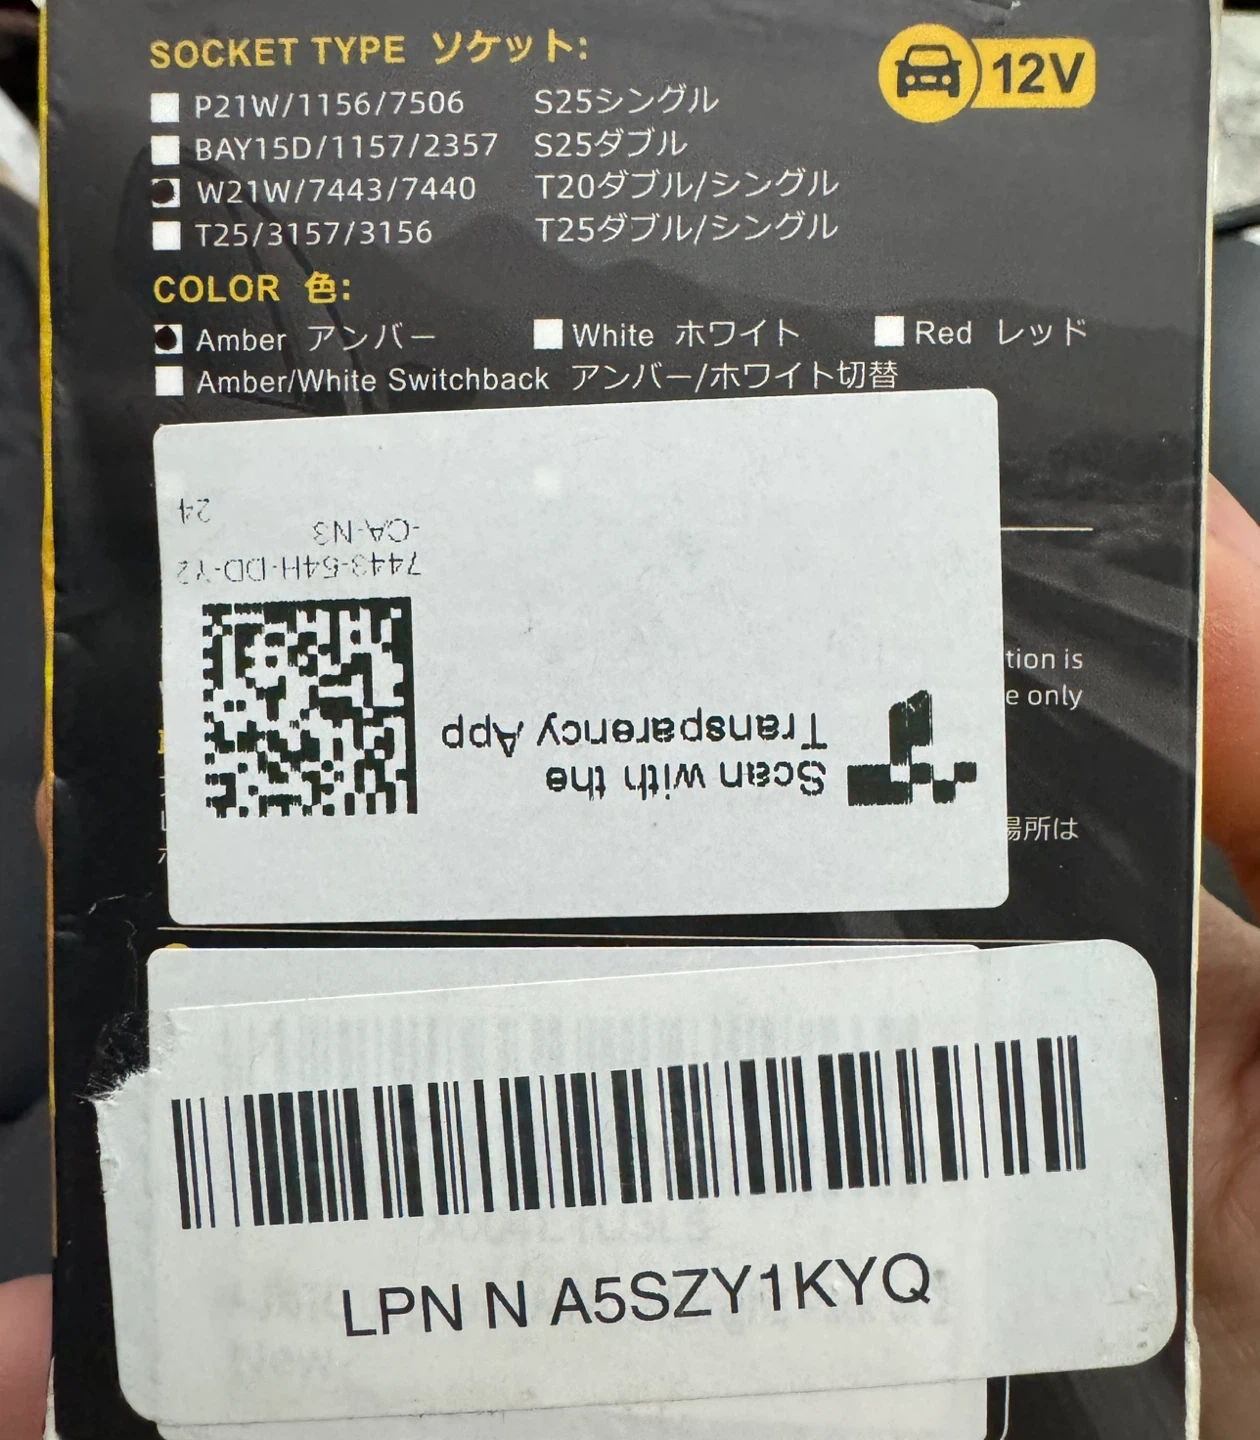 SOCKET TYPE ソケット:
12V
P21W/1156/7506 S25シングル
BAY15D/1157/2357 S25ダブル
W21W/7443/7440 T20ダブル/シングル
T25/3157/3156 T25ダブル/シングル
COLOR 色:
Amber アンバー White ホワイト Red レッド
Amber/White Switchback アンバー/ホワイト切替
Scan with the
Transparency App
7443-54H-DD-Y2
-CA-N3
24
tion is
e only
場所は
LPN N A5SZY1KYQ